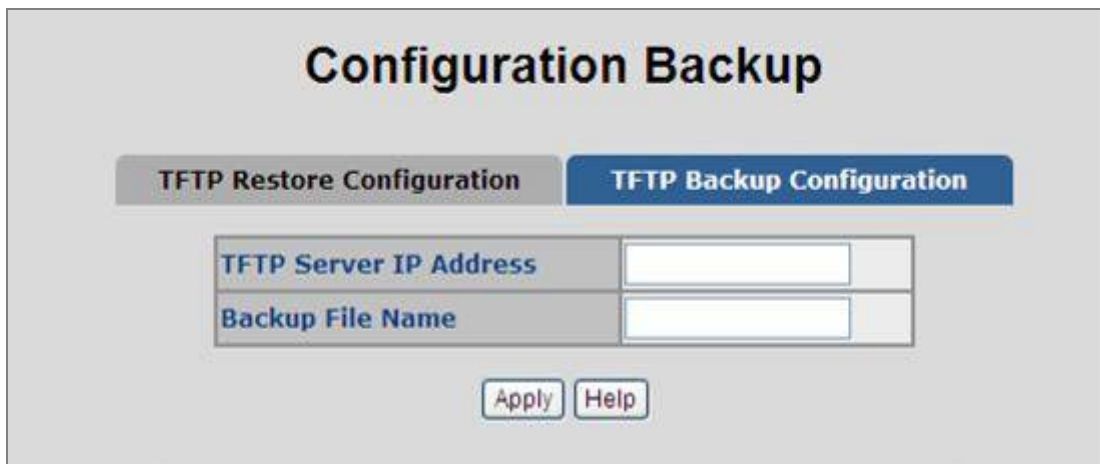 Configuration Backup
TFTP Restore Configuration
TFTP Backup Configuration
TFTP Server IP Address
Backup File Name
Apply Help